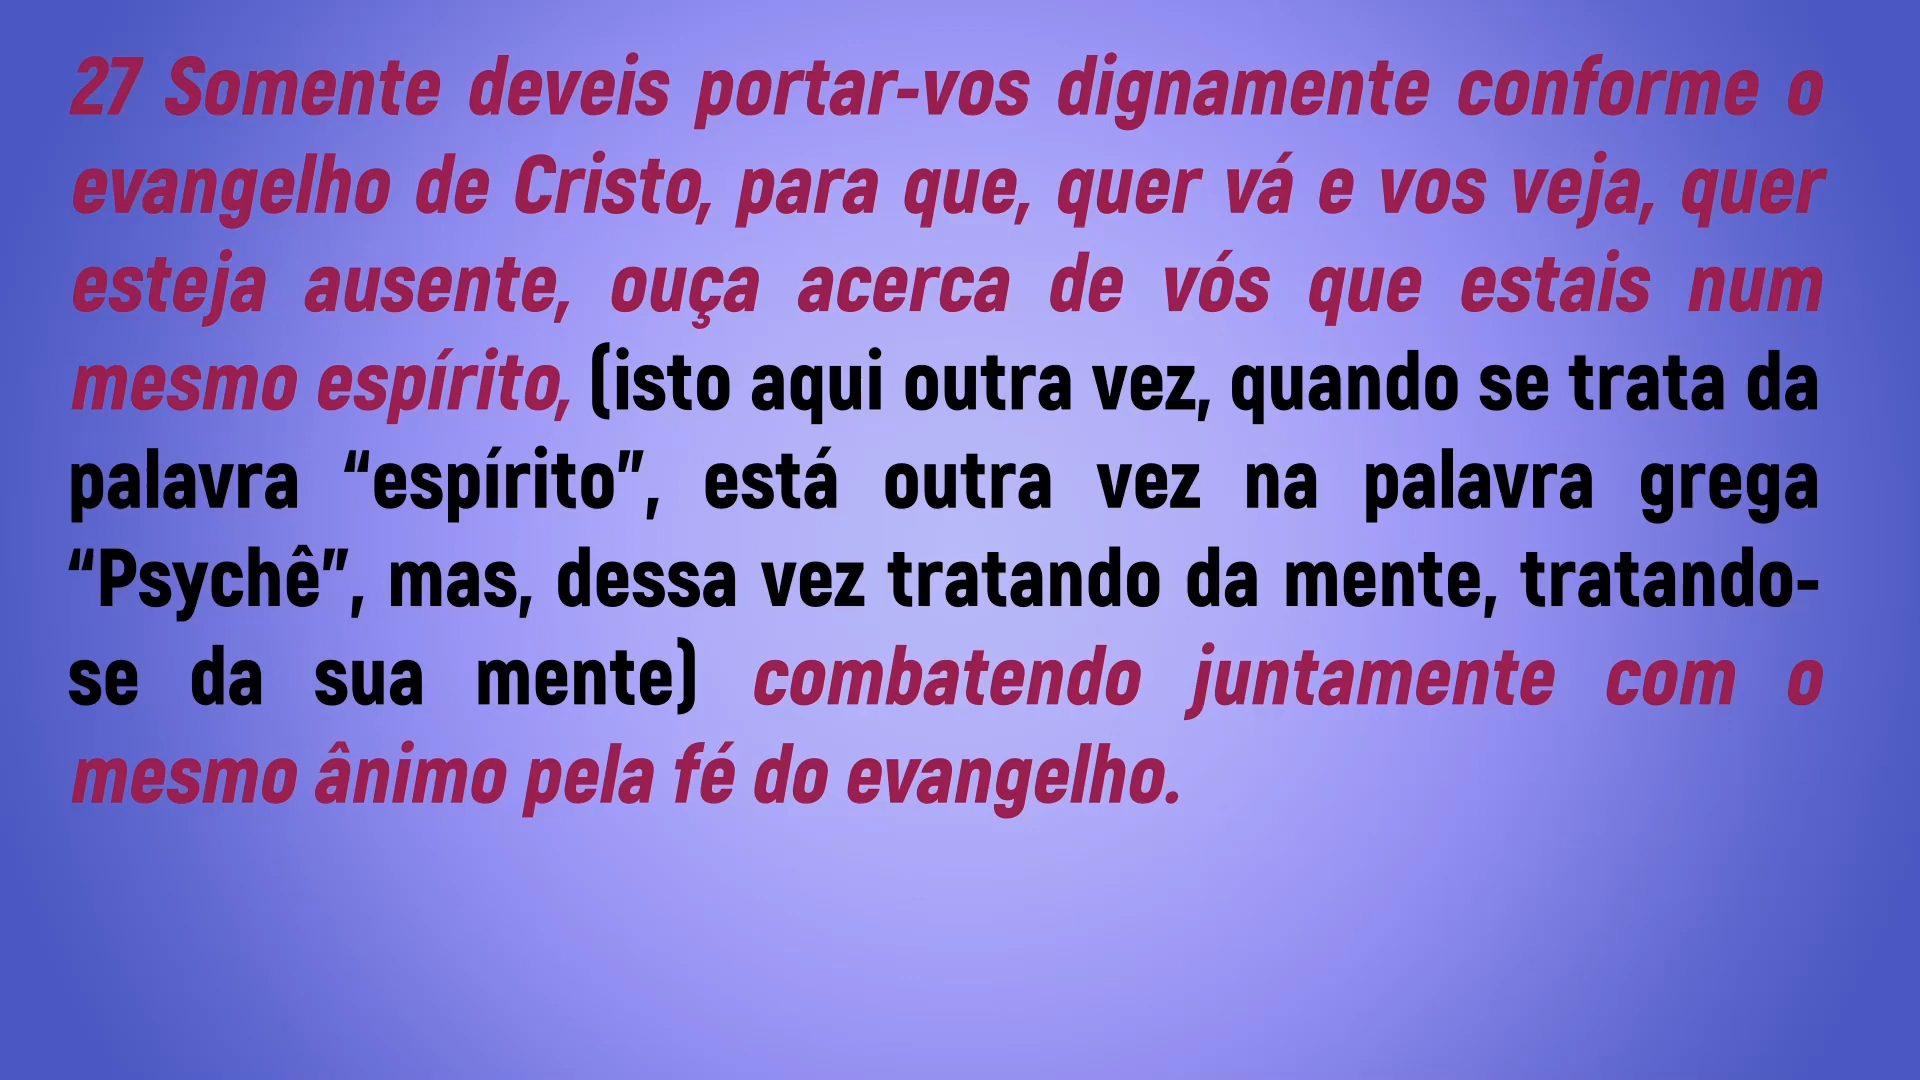 27 Somente deveis portar-vos dignamente conforme o
evangelho de Cristo, para que, quer vá e vos veja, quer
esteja ausente, ouça acerca de vós que estais num
mesmo espírito, (isto aqui outra vez, quando se trata da
palavra “espírito”, está outra vez na palavra grega
“Psychê”, mas, dessa vez tratando da mente, tratando-
se da sua mente) combatendo juntamente com o
mesmo ânimo pela fé do evangelho.